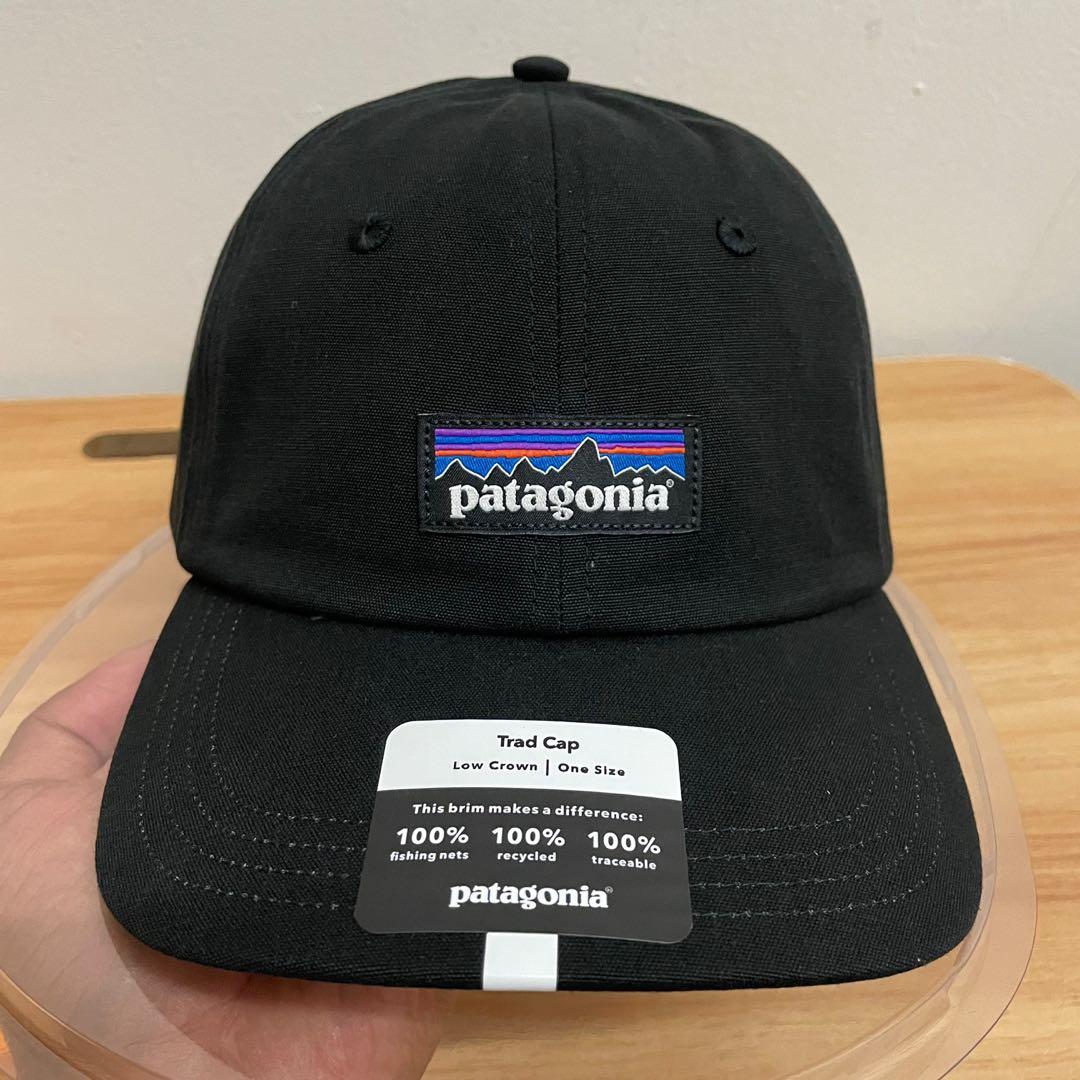 patagonia®
Trad Cap
Low Crown | One Size
This brim makes a difference:
100% 100% 100%
fishing nets recycled traceable
patagonia®